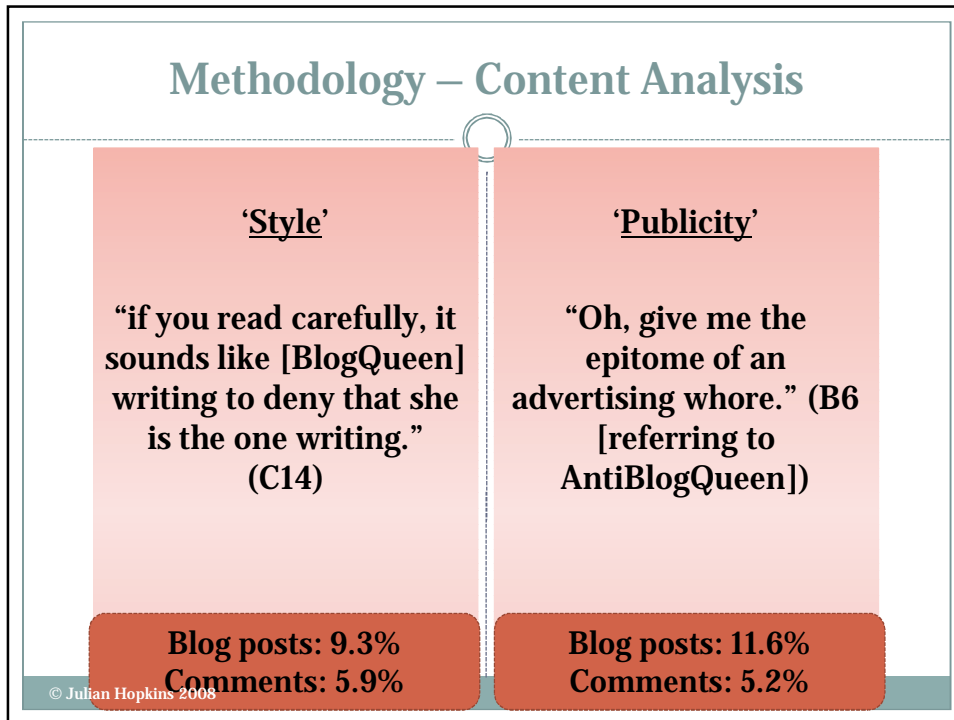 Methodology – Content Analysis
‘Style’
“if you read carefully, it
sounds like [BlogQueen]
writing to deny that she
is the one writing.”
(C14)
Blog posts: 9.3%
Comments: 5.9%
‘Publicity’
“Oh, give me the
epitome of an
advertising whore.” (B6
[referring to
AntiBlogQueen])
Blog posts: 11.6%
Comments: 5.2%
© Julian Hopkins 2008